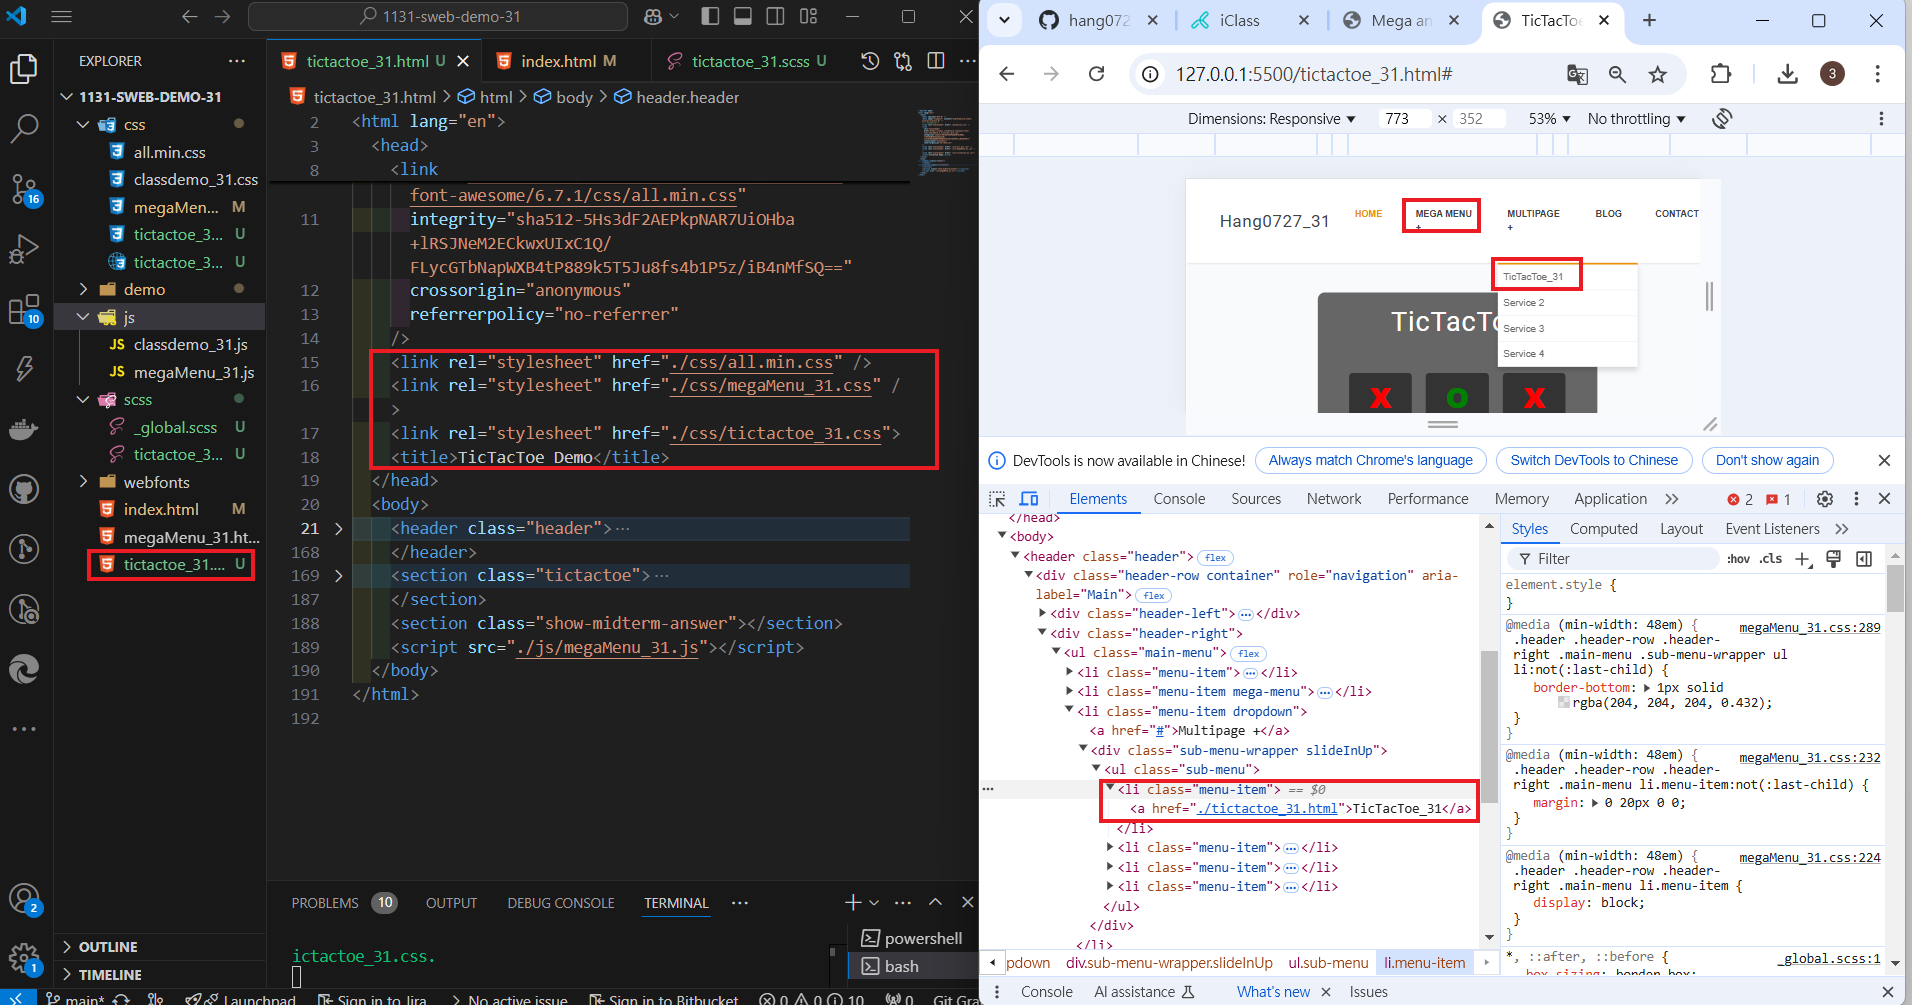 1131-sweb-demo-31
EXPLORER
1131-SWEB-DEMO-31
css
all.min.css
classdemo_31.css
megaMen... M
tictactoe_3... U
tictactoe_3... U
demo
js
classdemo_31.js
megaMenu_31.js
scss
_global.scss U
tictactoe_3... U
webfonts
index.html M
megaMenu_31.ht...
tictactoe_31.... U
OUTLINE
TIMELINE
16
10
2
1
tictactoe_31.html U
index.html M
tictactoe_31.scss U
tictactoe_31.html > html > body > header.header
2 <html lang="en">
3 <head>
8 <link
font-awesome/6.7.1/css/all.min.css"
11 integrity="sha512-5Hs3dF2AEPkpNAR7UiOHba
+lRSJNeM2ECkwxUIxC1Q/
FLycGTbNapWXB4tP889k5T5Ju8fs4b1P5z/iB4nMfSQ=="
12 crossorigin="anonymous"
13 referrerpolicy="no-referrer"
14 />
15 <link rel="stylesheet" href="./css/all.min.css" />
16 <link rel="stylesheet" href="./css/megaMenu_31.css" /
>
17 <link rel="stylesheet" href="./css/tictactoe_31.css">
18 <title>TicTacToe Demo</title>
19 </head>
20 <body>
21 <header class="header">...
168 </header>
169 <section class="tictactoe">...
187 </section>
188 <section class="show-midterm-answer"></section>
189 <script src="./js/megaMenu_31.js"></script>
190 </body>
191 </html>
192
PROBLEMS 10 OUTPUT DEBUG CONSOLE TERMINAL
ictactoe_31.css.
powershell
bash
main* Launchpad Sign in to Jira No active issue Sign in to Bitbucket 0 0 0 10 0 Git Gra
hang072
iClass
Mega an
TicTacToe
127.0.0.1:5500/tictactoe_31.html#
3
Dimensions: Responsive 773 × 352 53% No throttling
Hang0727_31
HOME
MEGA MENU +
MULTIPAGE +
BLOG
CONTACT
TicTacToe_31
Service 2
Service 3
Service 4
TicTacTo
X O X
DevTools is now available in Chinese! Always match Chrome's language Switch DevTools to Chinese Don't show again
Elements Console Sources Network Performance Memory Application 2 1
</head>
<body>
<header class="header"> flex
<div class="header-row container" role="navigation" aria-
label="Main"> flex
<div class="header-left"> ... </div>
<div class="header-right">
<ul class="main-menu"> flex
<li class="menu-item"> ... </li>
<li class="menu-item mega-menu"> ... </li>
<li class="menu-item dropdown">
<a href="#">Multipage +</a>
<div class="sub-menu-wrapper slideInUp">
<ul class="sub-menu">
<li class="menu-item"> == $0
<a href="./tictactoe_31.html">TicTacToe_31</a>
</li>
<li class="menu-item"> ... </li>
<li class="menu-item"> ... </li>
<li class="menu-item"> ... </li>
</ul>
</div>
</li>
pdown div.sub-menu-wrapper.slideInUp ul.sub-menu li.menu-item
Styles Computed Layout Event Listeners
Filter :hov .cls
element.style {
}
@media (min-width: 48em) { megaMenu_31.css:289
.header .header-row .header-
right .main-menu .sub-menu-wrapper ul
li:not(:last-child) {
border-bottom: 1px solid
rgba(204, 204, 204, 0.432);
}
}
@media (min-width: 48em) { megaMenu_31.css:232
.header .header-row .header-
right .main-menu li.menu-item:not(:last-child) {
margin: 0 20px 0 0;
}
}
@media (min-width: 48em) { megaMenu_31.css:224
.header .header-row .header-
right .main-menu li.menu-item {
display: block;
}
}
*, ::after, ::before { _global.scss:1
box-sizing: border-box;
Console AI assistance What's new Issues